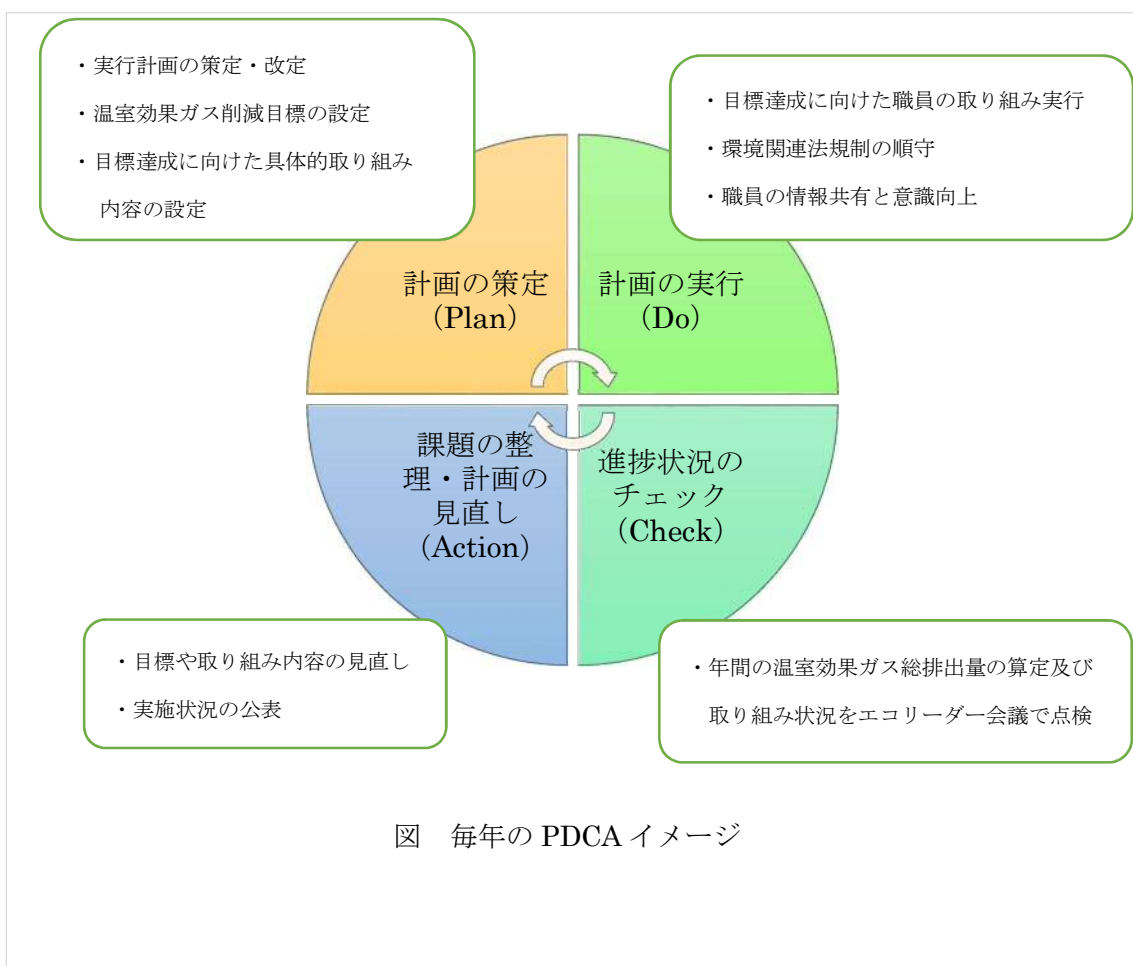 ・実行計画の策定・改定
・温室効果ガス削減目標の設定
・目標達成に向けた具体的取り組み
内容の設定
・目標達成に向けた職員の取り組み実行
・環境関連法規制の順守
・職員の情報共有と意識向上
計画の策定
（Plan）
計画の実行
（Do）
課題の整
理・計画の
見直し
（Action）
進捗状況の
チェック
（Check）
・目標や取り組み内容の見直し
・実施状況の公表
・年間の温室効果ガス総排出量の算定及び
取り組み状況をエコリーダー会議で点検
図　毎年の PDCA イメージ